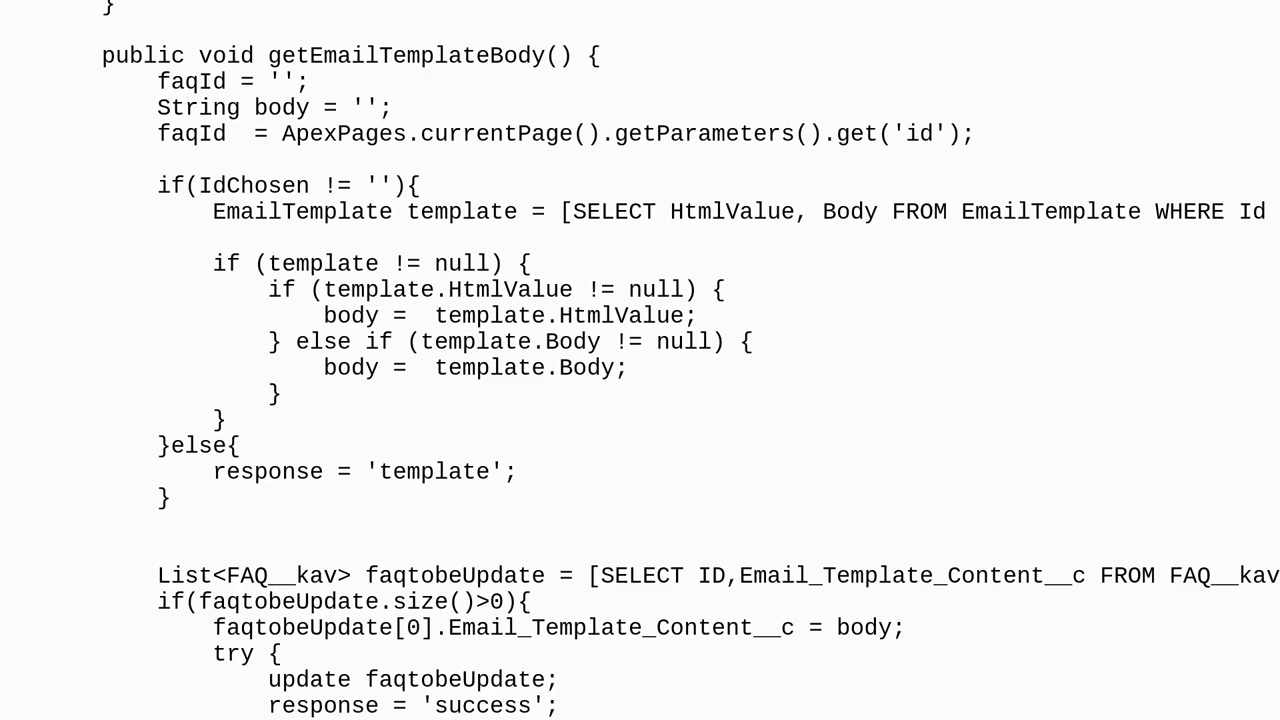 }
public void getEmailTemplateBody() {
faqId = '';
String body = '';
faqId  = ApexPages.currentPage().getParameters().get('id');
if(IdChosen != ''){
EmailTemplate template = [SELECT HtmlValue, Body FROM EmailTemplate WHERE Id
if (template != null) {
if (template.HtmlValue != null) {
body =  template.HtmlValue;
} else if (template.Body != null) {
body =  template.Body;
}
}
}else{
response = 'template';
}
List<FAQ__kav> faqtobeUpdate = [SELECT ID,Email_Template_Content__c FROM FAQ__kav
if(faqtobeUpdate.size()>0){
faqtobeUpdate[0].Email_Template_Content__c = body;
try {
update faqtobeUpdate;
response = 'success';